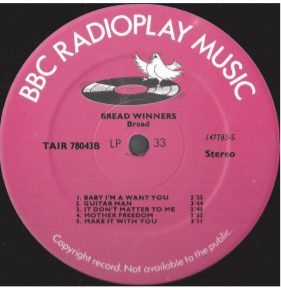 BBC RADIOPLAY MUSIC
BREAD WINNERS
Bread
TAIR 78043B LP 33
Stereo
1. BABY I'M A WANT YOU
2. GUITAR MAN
3. IT DON'T MATTER TO ME
4. MOTHER FREEDOM
5. MAKE IT WITH YOU
Copyright record. Not available to the public.